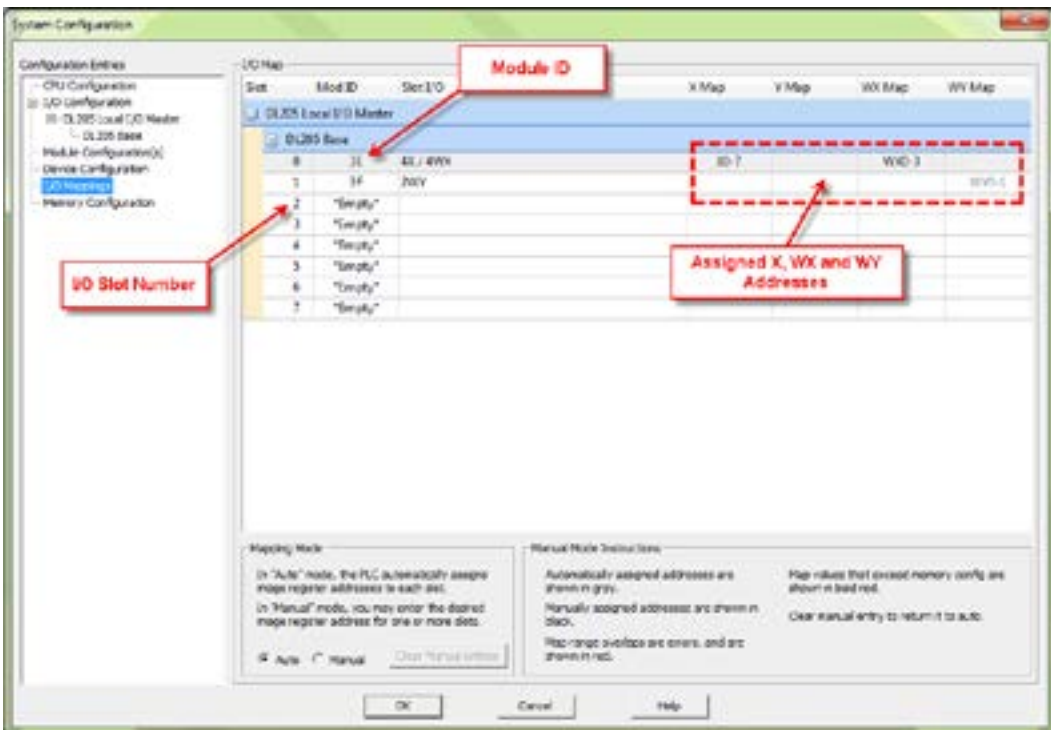 System Configuration
Configuration Entries
CPU Configuration
I/O Configuration
DL205 Local I/O Master
DL205 Base
Module Configuration(s)
Device Configuration
I/O Mappings
Memory Configuration
I/O Map
Slot Mod ID Slot I/O X Map Y Map WX Map WY Map
DL205 Local I/O Master
DL205 Base
0
1
2 "Empty"
3 "Empty"
4 "Empty"
5 "Empty"
6 "Empty"
7 "Empty"
Module ID
I/O Slot Number
Assigned X, WX and WY
Addresses
Mapping Mode
In "Auto" mode, the PLC automatically assigns
image register addresses to each slot.
In "Manual" mode, you may enter the desired
image register address for one or more slots.
Auto Manual Clear Manual Entries
Manual Mode Instructions
Automatically assigned addresses are
shown in gray.
Manually assigned addresses are shown in
black.
Map range overlaps are errors, and are
shown in red.
Map values that exceed memory config are
shown in bold red.
Clear manual entry to return it to auto.
OK Cancel Help